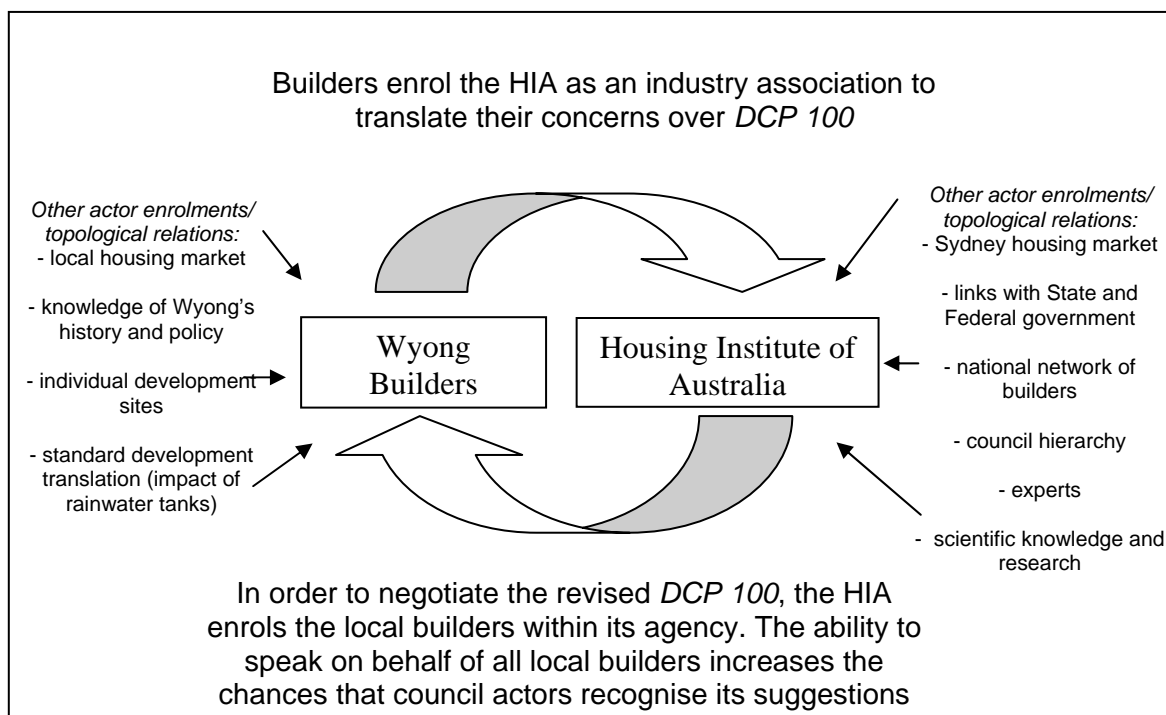 Builders enrol the HIA as an industry association to
translate their concerns over DCP 100
Other actor enrolments/
topological relations:
- local housing market
- knowledge of Wyong’s
history and policy
- individual development
sites
- standard development
translation (impact of
rainwater tanks)
Wyong
Builders
Housing Institute of
Australia
Other actor enrolments/
topological relations:
- Sydney housing market
- links with State and
Federal government
- national network of
builders
- council hierarchy
- experts
- scientific knowledge and
research
In order to negotiate the revised DCP 100, the HIA
enrols the local builders within its agency. The ability to
speak on behalf of all local builders increases the
chances that council actors recognise its suggestions